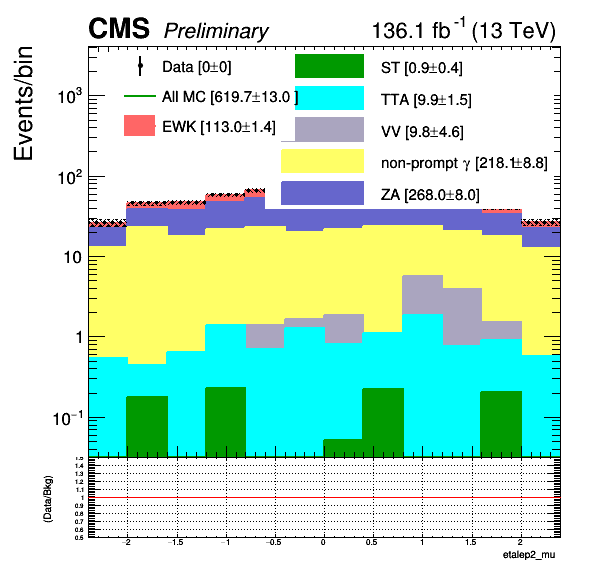 CMS Preliminary 136.1 fb⁻¹ (13 TeV)
Events/bin
Data [0±0]
All MC [619.7±13.0 ]
EWK [113.0±1.4]
ST [0.9±0.4]
TTA [9.9±1.5]
VV [9.8±4.6]
non-prompt γ [218.1±8.8]
ZA [268.0±8.0]
10³
10²
10
1
10⁻¹
(Data/Bkg)
1.5
1.4
1.3
1.2
1.1
1
0.9
0.8
0.7
0.6
0.5
−2 −1.5 −1 −0.5 0 0.5 1 1.5 2
etalep2_mu